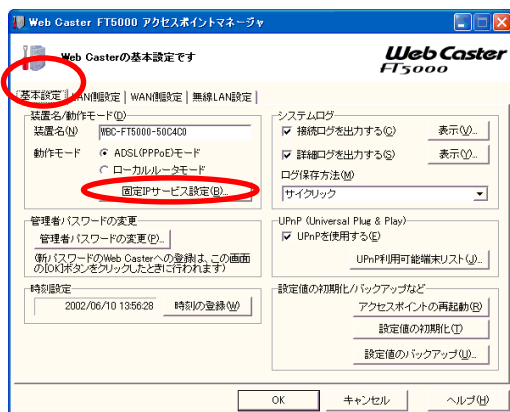 Web Caster FT5000 アクセスポイントマネージャ
Web Casterの基本設定です
Web Caster
FT5000
基本設定 LAN側設定 WAN側設定 無線LAN設定
装置名/動作モード(D)
装置名(N) WBC-FT5000-50C4C0
動作モード ADSL(PPPoE)モード
ローカルルータモード
固定IPサービス設定(B)...
管理者パスワードの変更
管理者パスワードの変更(P)...
(新パスワードのWeb Casterへの登録は、この画面
の[OK]ボタンをクリックしたときに行われます)
時刻設定
2002/06/10 13:56:28 時刻の登録(W)
システムログ
接続ログを出力する(C) 表示(V)...
詳細ログを出力する(S) 表示(Y)...
ログ保存方法(M)
サイクリック
UPnP (Universal Plug & Play)
UPnPを使用する(E)
UPnP利用可能端末リスト(J)...
設定値の初期化/バックアップなど
アクセスポイントの再起動(R)
設定値の初期化(T)
設定値のバックアップ(U)...
OK キャンセル ヘルプ(H)